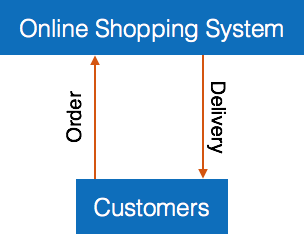 Online Shopping System
Order
Delivery
Customers